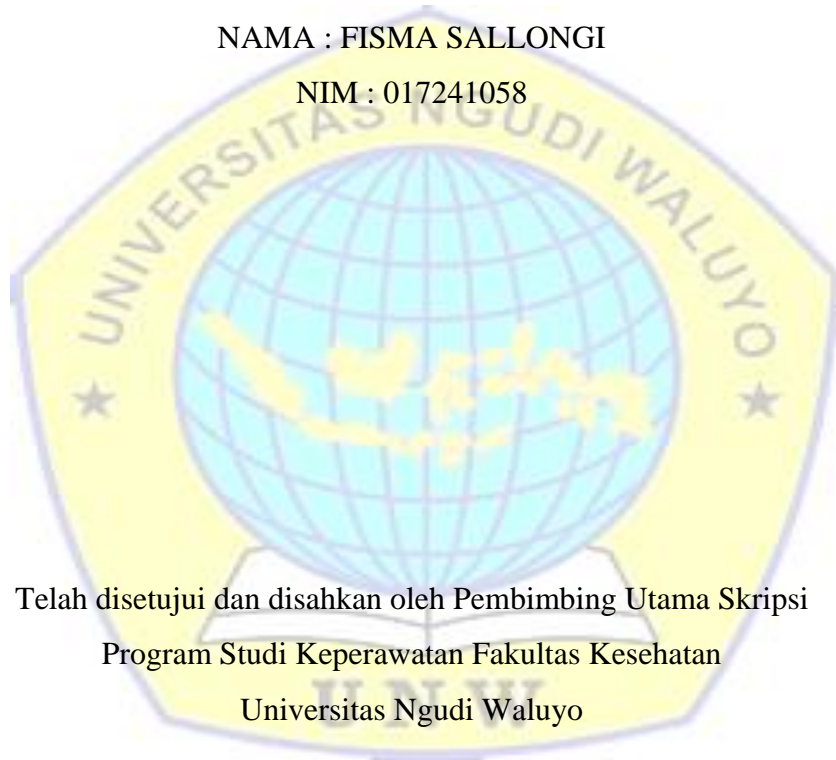 NAMA : FISMA SALLONGI
NIM : 017241058
UNIVERSITAS NGUDI WALUYO
Telah disetujui dan disahkan oleh Pembimbing Utama Skripsi
Program Studi Keperawatan Fakultas Kesehatan
UNW
Universitas Ngudi Waluyo